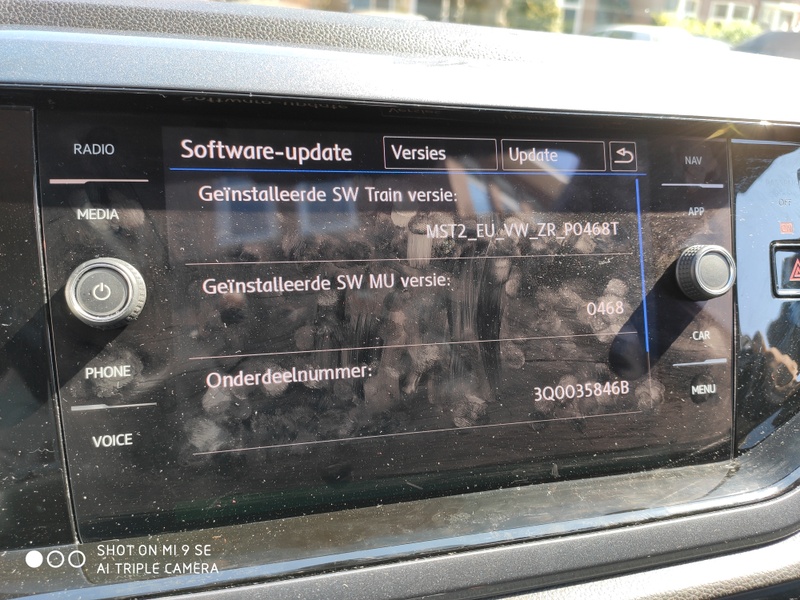 RADIO
MEDIA
PHONE
VOICE
Software-update
Versies
Update
Geïnstalleerde SW Train versie:
MST2_EU_VW_ZR_P0468T
Geïnstalleerde SW MU versie:
0468
Onderdeelnummer:
3Q0035846B
NAV
APP
CAR
MENU
OFF
SHOT ON MI 9 SE
AI TRIPLE CAMERA